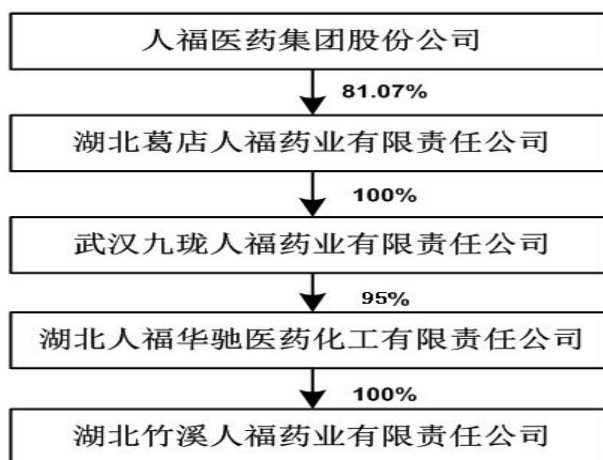 人福医药集团股份公司
81.07%
湖北葛店人福药业有限责任公司
100%
武汉九珑人福药业有限责任公司
95%
湖北人福华驰医药化工有限责任公司
100%
湖北竹溪人福药业有限责任公司